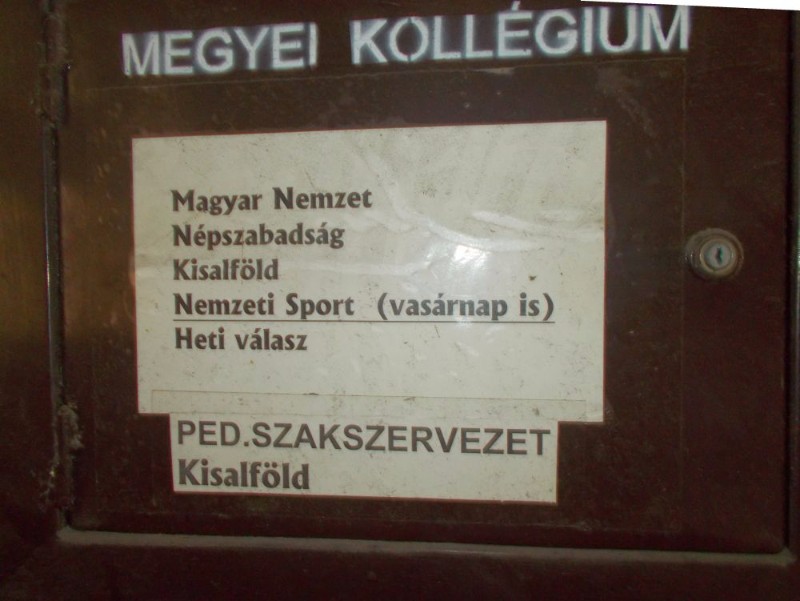 MEGYEI KOLLÉGIUM
Magyar Nemzet
Népszabadság
Kisalföld
Nemzeti Sport (vasárnap is)
Heti válasz
PED.SZAKSZERVEZET
Kisalföld